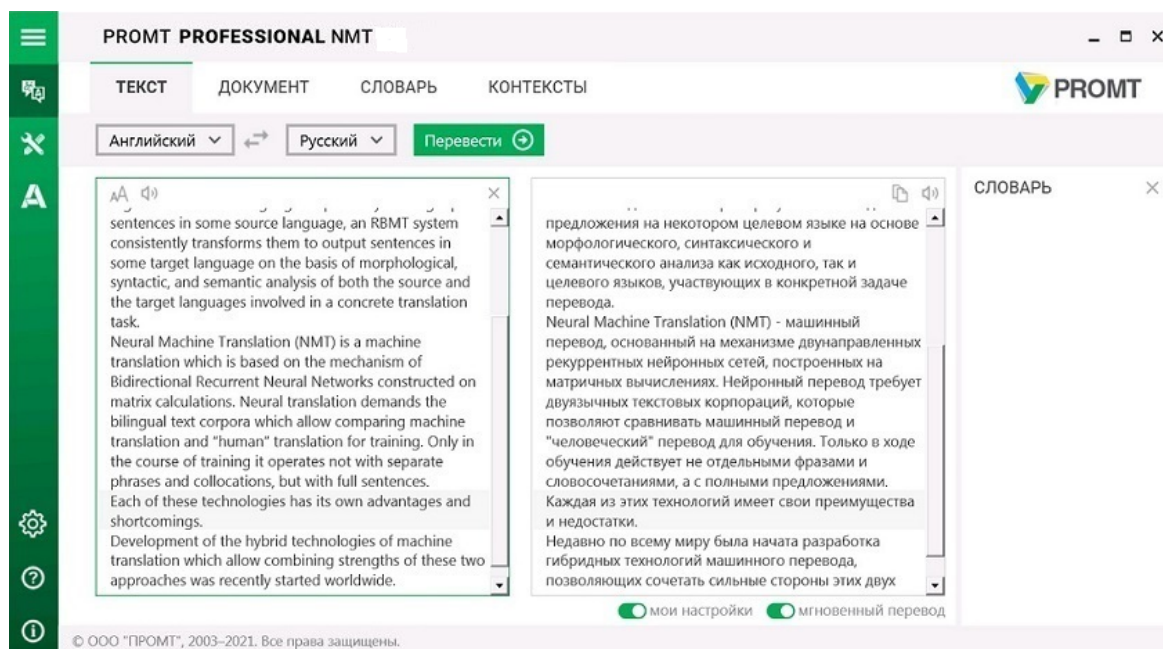 PROMT PROFESSIONAL NMT
ТЕКСТ ДОКУМЕНТ СЛОВАРЬ КОНТЕКСТЫ
PROMT
Английский Русский Перевести
sentences in some source language, an RBMT system
consistently transforms them to output sentences in
some target language on the basis of morphological,
syntactic, and semantic analysis of both the source and
the target languages involved in a concrete translation
task.
Neural Machine Translation (NMT) is a machine
translation which is based on the mechanism of
Bidirectional Recurrent Neural Networks constructed on
matrix calculations. Neural translation demands the
bilingual text corpora which allow comparing machine
translation and “human” translation for training. Only in
the course of training it operates not with separate
phrases and collocations, but with full sentences.
Each of these technologies has its own advantages and
shortcomings.
Development of the hybrid technologies of machine
translation which allow combining strengths of these two
approaches was recently started worldwide.
предложения на некотором целевом языке на основе
морфологического, синтаксического и
семантического анализа как исходного, так и
целевого языков, участвующих в конкретной задаче
перевода.
Neural Machine Translation (NMT) - машинный
перевод, основанный на механизме двунаправленных
рекуррентных нейронных сетей, построенных на
матричных вычислениях. Нейронный перевод требует
двуязычных текстовых корпораций, которые
позволяют сравнивать машинный перевод и
"человеческий" перевод для обучения. Только в ходе
обучения действует не отдельными фразами и
словосочетаниями, а с полными предложениями.
Каждая из этих технологий имеет свои преимущества
и недостатки.
Недавно по всему миру была начата разработка
гибридных технологий машинного перевода,
позволяющих сочетать сильные стороны этих двух
СЛОВАРЬ
мои настройки мгновенный перевод
© ООО "ПРОМТ", 2003–2021. Все права защищены.